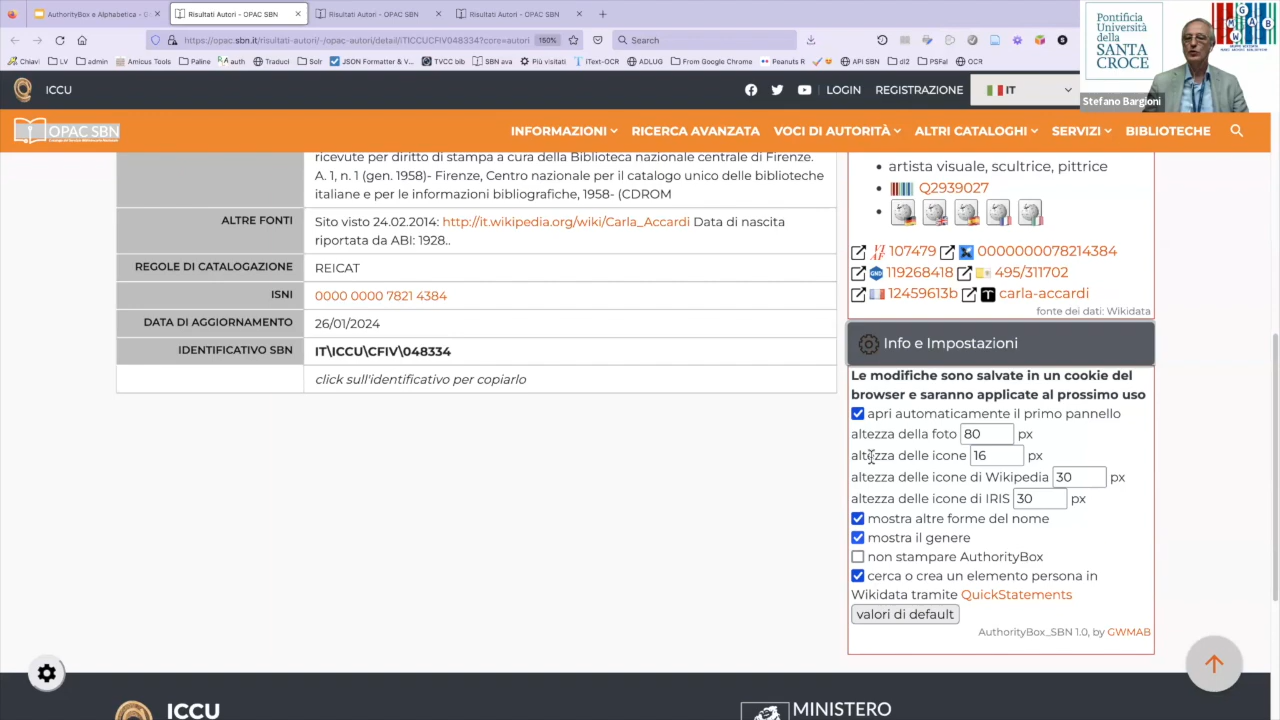 AuthorityBox e Alphabetica - G
Risultati Autori - OPAC SBN
Risultati Autori - OPAC SBN
Risultati Autori - OPAC SBN
https://opac.sbn.it/risultati-autori/-/opac-autori/detail/ITICCUCFIV048334?core=autori
150%
Search
Chiavi
LV
admin
Amicus Tools
Paline
auth
Traduci
Solr
JSON Formatter & V...
TVCC bib
SBN ava
Più visitati
iText-OCR
ADLUG
From Google Chrome
Peanuts
API SBN
dl2
PSFal
OCR
Pontificia
Università
della
SANTA
CROCE
Stefano Bargioni
ICCU
LOGIN
REGISTRAZIONE
IT
OPAC SBN
INFORMAZIONI
RICERCA AVANZATA
VOCI DI AUTORITÀ
ALTRI CATALOGHI
SERVIZI
BIBLIOTECHE
ricevute per diritto di stampa a cura della Biblioteca nazionale centrale di Firenze.
A. 1, n. 1 (gen. 1958)- Firenze, Centro nazionale per il catalogo unico delle biblioteche
italiane e per le informazioni bibliografiche, 1958- (CDROM
ALTRE FONTI
Sito visto 24.02.2014: http://it.wikipedia.org/wiki/Carla_Accardi Data di nascita
riportata da ABI: 1928..
REGOLE DI CATALOGAZIONE
REICAT
ISNI
0000 0000 7821 4384
DATA DI AGGIORNAMENTO
26/01/2024
IDENTIFICATIVO SBN
IT\ICCU\CFIV\048334
click sull'identificativo per copiarlo
artista visuale, scultrice, pittrice
Q2939027
107479
0000000078214384
GND
119268418
495/311702
12459613b
carla-accardi
fonte dei dati: Wikidata
Info e Impostazioni
Le modifiche sono salvate in un cookie del
browser e saranno applicate al prossimo uso
apri automaticamente il primo pannello
altezza della foto 80 px
altezza delle icone 16 px
altezza delle icone di Wikipedia 30 px
altezza delle icone di IRIS 30 px
mostra altre forme del nome
mostra il genere
non stampare AuthorityBox
cerca o crea un elemento persona in
Wikidata tramite QuickStatements
valori di default
AuthorityBox_SBN 1.0, by GWMAB
ICCU
MINISTERO